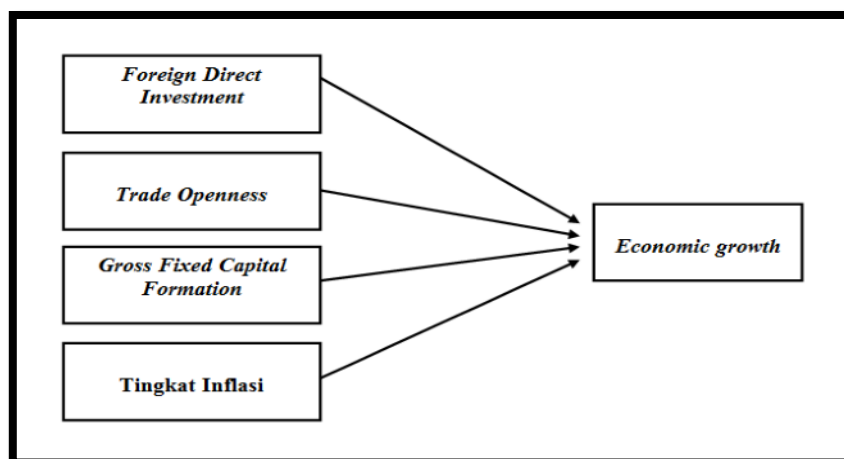 Foreign Direct
Investment
Trade Openness
Gross Fixed Capital
Formation
Tingkat Inflasi
Economic growth